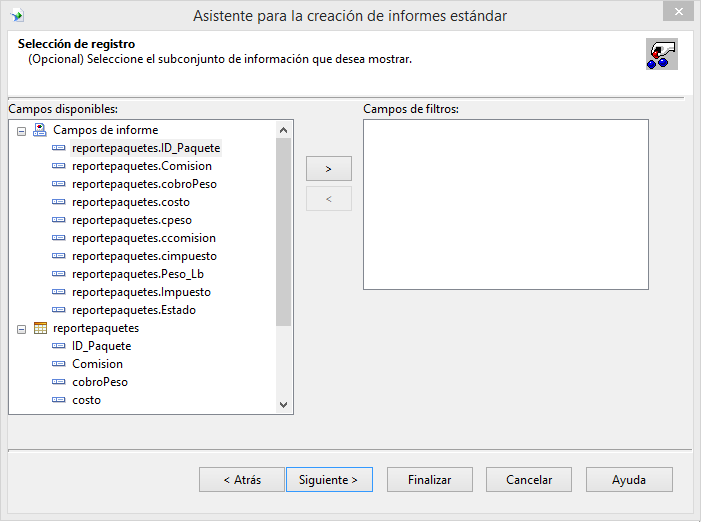 Asistente para la creación de informes estándar
Selección de registro
(Opcional) Seleccione el subconjunto de información que desea mostrar.
Campos disponibles:
Campos de informe
reportepaquetes.ID_Paquete
reportepaquetes.Comision
reportepaquetes.cobroPeso
reportepaquetes.costo
reportepaquetes.cpeso
reportepaquetes.ccomision
reportepaquetes.cimpuesto
reportepaquetes.Peso_Lb
reportepaquetes.Impuesto
reportepaquetes.Estado
reportepaquetes
ID_Paquete
Comision
cobroPeso
costo
>
<
Campos de filtros:
< Atrás
Siguiente >
Finalizar
Cancelar
Ayuda